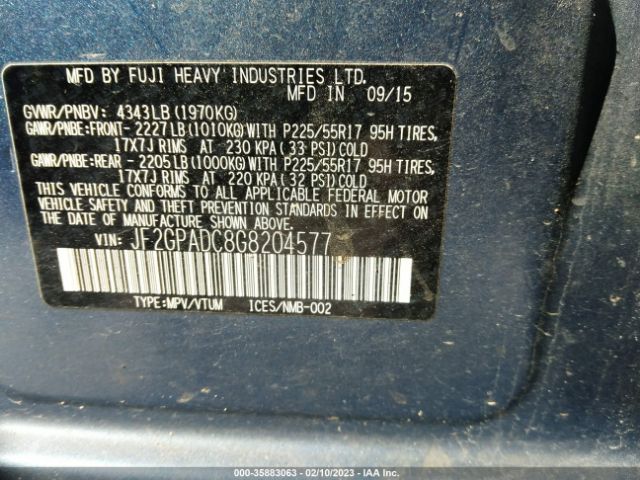 MFD BY FUJI HEAVY INDUSTRIES LTD.
MFD IN 09/15
GVWR/PNBV: 4343LB (1970KG)
GAWR/PNBE:FRONT- 2227LB (1010KG) WITH P225/55R17 95H TIRES,
17X7J RIMS AT 230 KPA (33 PSI) COLD
GAWR/PNBE:REAR - 2205LB (1000KG) WITH P225/55R17 95H TIRES,
17X7J RIMS AT 220 KPA (32 PSI) COLD
THIS VEHICLE CONFORMS TO ALL APPLICABLE FEDERAL MOTOR
VEHICLE SAFETY AND THEFT PREVENTION STANDARDS IN EFFECT ON
THE DATE OF MANUFACTURE SHOWN ABOVE.
VIN: JF2GPADC8G8204577
TYPE:MPV/VTUM ICES/NMB-002
000-35883063 - 02/10/2023 - IAA Inc.